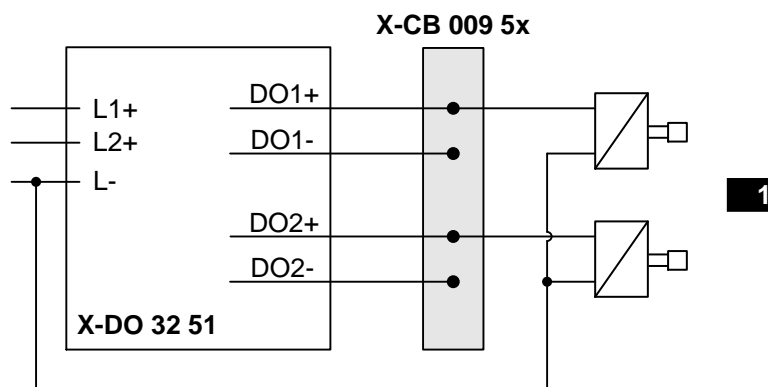 X-CB 009 5x
L1+
L2+
L-
DO1+
DO1-
DO2+
DO2-
X-DO 32 51
1